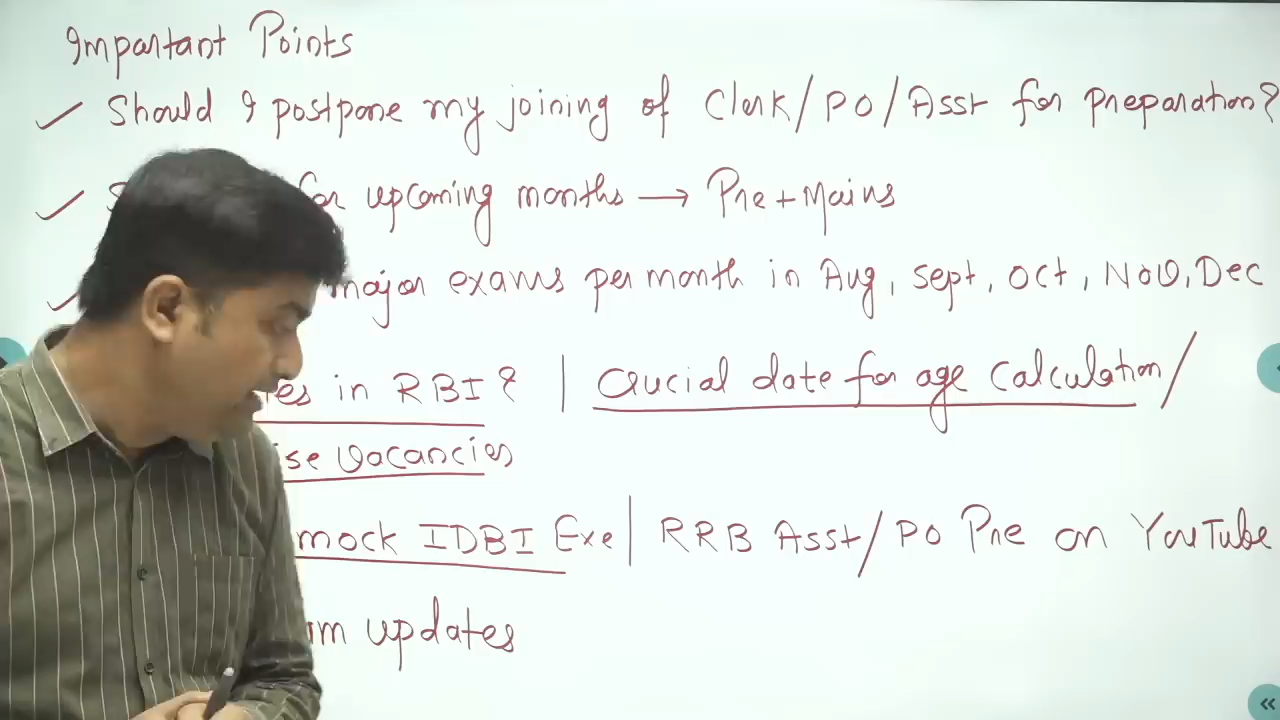 Important Points
Should I postpone my joining of Clerk/PO/Asst for preparation?
for upcoming months → Pre+Mains
major exams per month in Aug, Sept, Oct, Nov, Dec
in RBI? | Crucial date for age Calculation/
Vacancies
mock IDBI Exe | RRB Asst/PO Pre on YouTube
updates